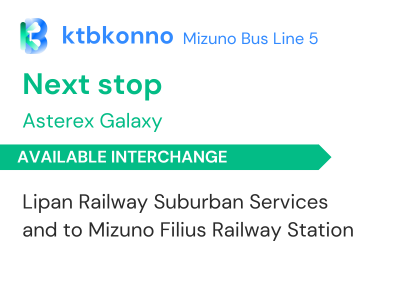 ktbkonno Mizuno Bus Line 5
Next stop
Asterex Galaxy
AVAILABLE INTERCHANGE
Lipan Railway Suburban Services
and to Mizuno Filius Railway Station